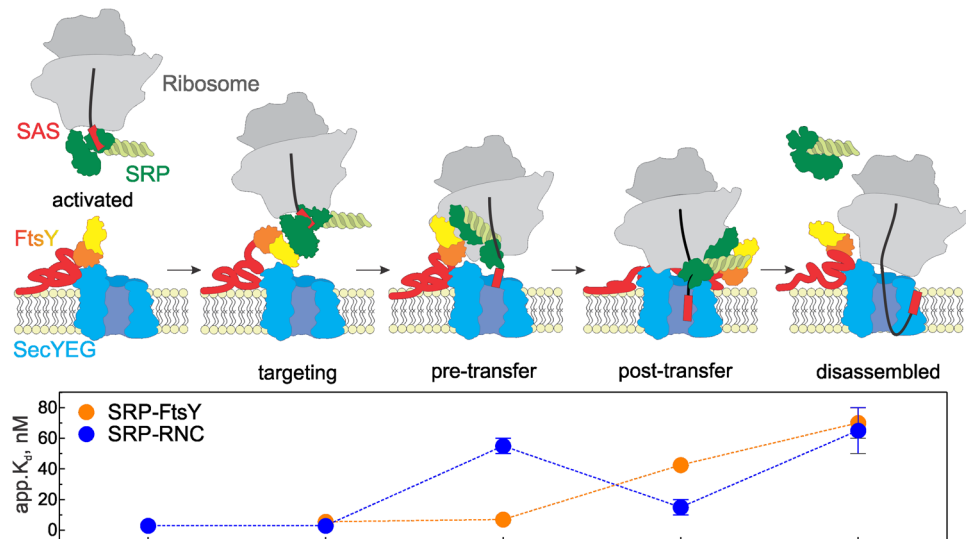 Ribosome
SAS
SRP
activated
FtsY
SecYEG
targeting
pre-transfer
post-transfer
disassembled
app.Kd, nM
80
60
40
20
0
SRP-FtsY
SRP-RNC